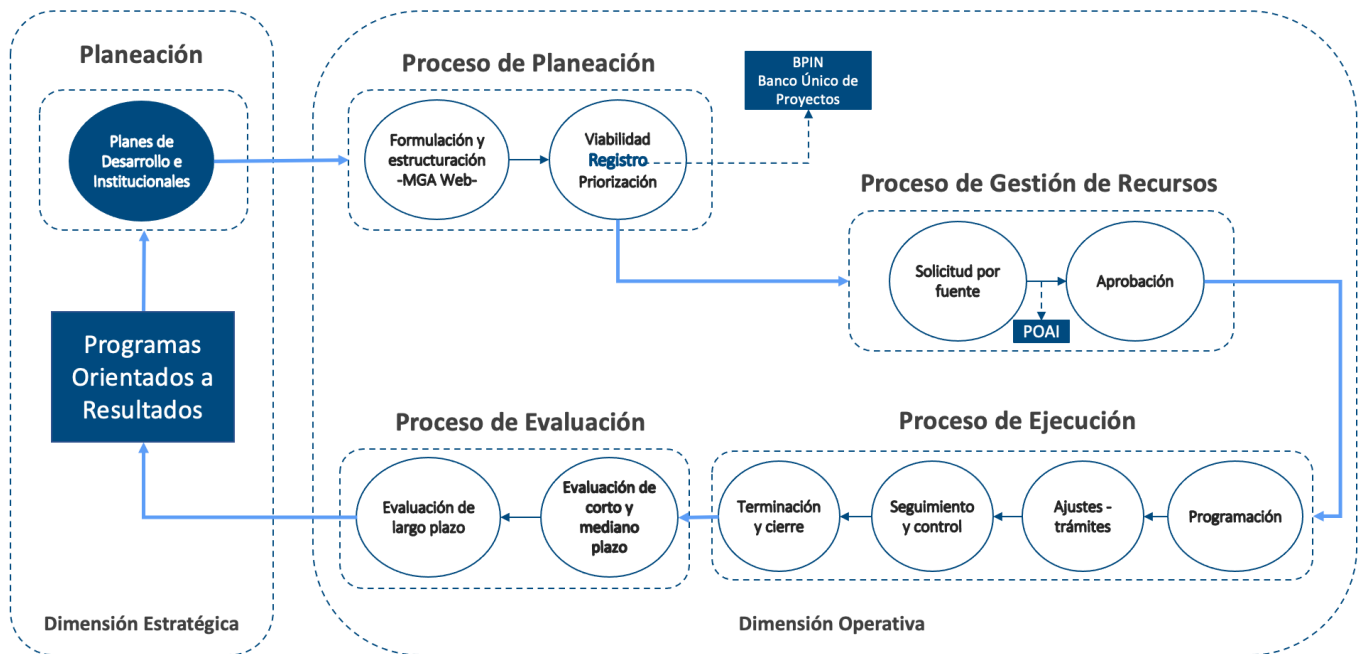 Planeación
Planes de
Desarrollo e
Institucionales
Programas
Orientados a
Resultados
Dimensión Estratégica
Proceso de Planeación
Formulación y
estructuración
-MGA Web-
Viabilidad
Registro
Priorización
BPIN
Banco Único de
Proyectos
Proceso de Gestión de Recursos
Solicitud por
fuente
POAI
Aprobación
Proceso de Evaluación
Evaluación de
largo plazo
Evaluación de
corto y
mediano
plazo
Proceso de Ejecución
Terminación
y cierre
Seguimiento
y control
Ajustes -
trámites
Programación
Dimensión Operativa